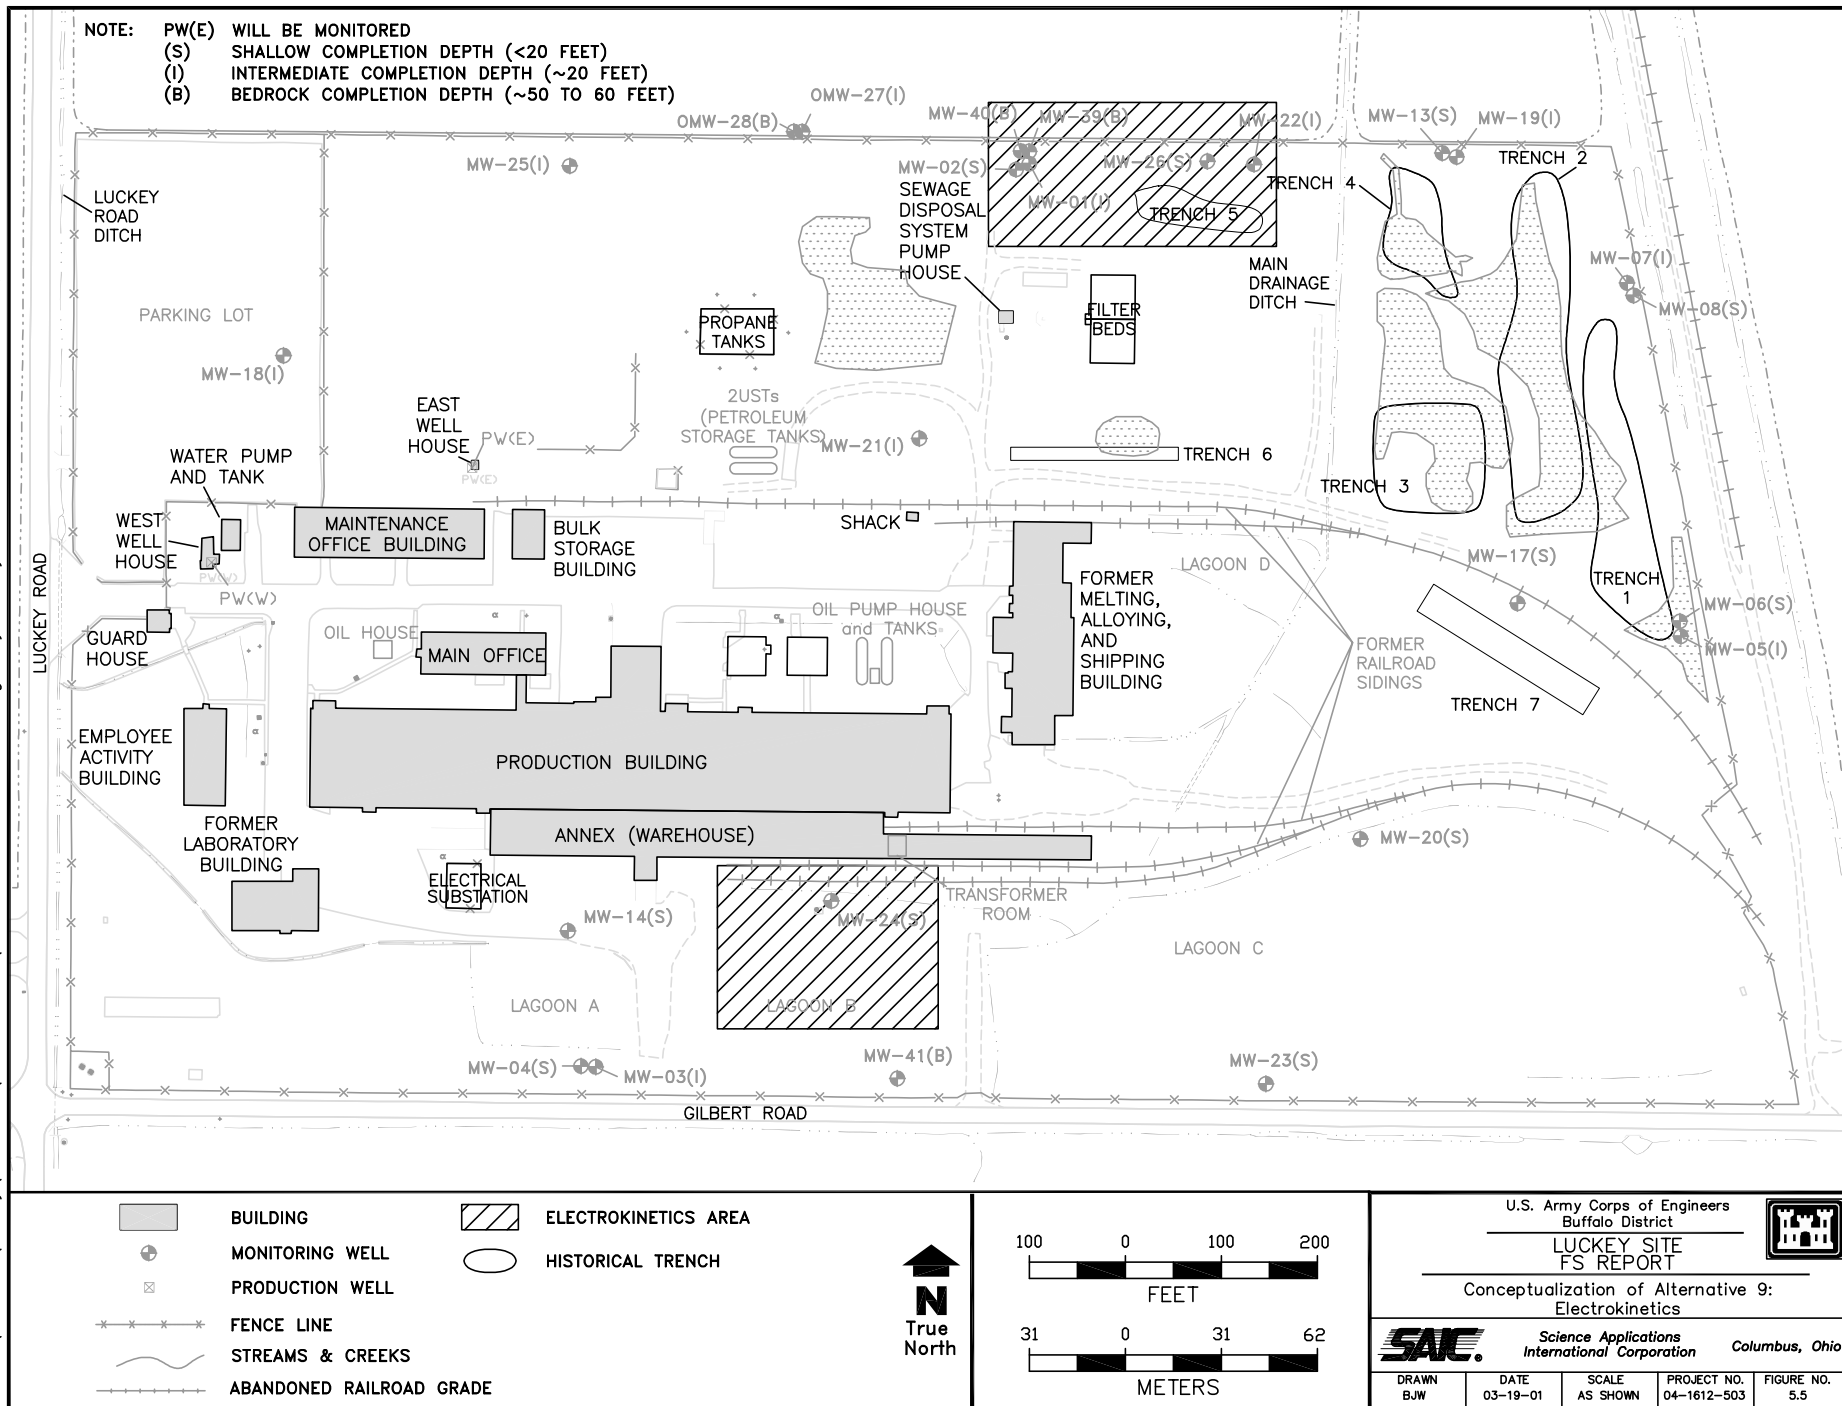 NOTE: PW(E) WILL BE MONITORED
(S) SHALLOW COMPLETION DEPTH (<20 FEET)
(I) INTERMEDIATE COMPLETION DEPTH (~20 FEET)
(B) BEDROCK COMPLETION DEPTH (~50 TO 60 FEET)
OMW-27(I)
OMW-28(B)
MW-40(B)
MW-39(B)
MW-22(I)
MW-13(S)
MW-19(I)
MW-25(I)
MW-02(S)
MW-26(S)
MW-01(I)
TRENCH 5
TRENCH 4
TRENCH 2
LUCKEY
ROAD
DITCH
SEWAGE
DISPOSAL
SYSTEM
PUMP
HOUSE
MAIN
DRAINAGE
DITCH
MW-07(I)
MW-08(S)
PARKING LOT
PROPANE
TANKS
FILTER
BEDS
MW-18(I)
EAST
WELL
HOUSE
PW(E)
PW(E)
2USTs
(PETROLEUM
STORAGE TANKS)
MW-21(I)
TRENCH 6
TRENCH 3
WATER PUMP
AND TANK
WEST
WELL
HOUSE
PW(W)
PW(W)
MAINTENANCE
OFFICE BUILDING
BULK
STORAGE
BUILDING
SHACK
LAGOON D
MW-17(S)
TRENCH
1
MW-06(S)
MW-05(I)
LUCKEY ROAD
GUARD
HOUSE
OIL HOUSE
MAIN OFFICE
OIL PUMP HOUSE
and TANKS
FORMER
MELTING,
ALLOYING,
AND
SHIPPING
BUILDING
FORMER
RAILROAD
SIDINGS
TRENCH 7
EMPLOYEE
ACTIVITY
BUILDING
PRODUCTION BUILDING
ANNEX (WAREHOUSE)
FORMER
LABORATORY
BUILDING
ELECTRICAL
SUBSTATION
MW-20(S)
TRANSFORMER
ROOM
MW-14(S)
MW-24(S)
LAGOON C
LAGOON A
LAGOON B
MW-04(S)
MW-03(I)
MW-41(B)
MW-23(S)
GILBERT ROAD
BUILDING
MONITORING WELL
PRODUCTION WELL
FENCE LINE
STREAMS & CREEKS
ABANDONED RAILROAD GRADE
ELECTROKINETICS AREA
HISTORICAL TRENCH
N
True
North
100 0 100 200
FEET
31 0 31 62
METERS
U.S. Army Corps of Engineers
Buffalo District
LUCKEY SITE
FS REPORT
Conceptualization of Alternative 9:
Electrokinetics
SAIC
Science Applications
International Corporation
Columbus, Ohio
DRAWN
BJW
DATE
03-19-01
SCALE
AS SHOWN
PROJECT NO.
04-1612-503
FIGURE NO.
5.5